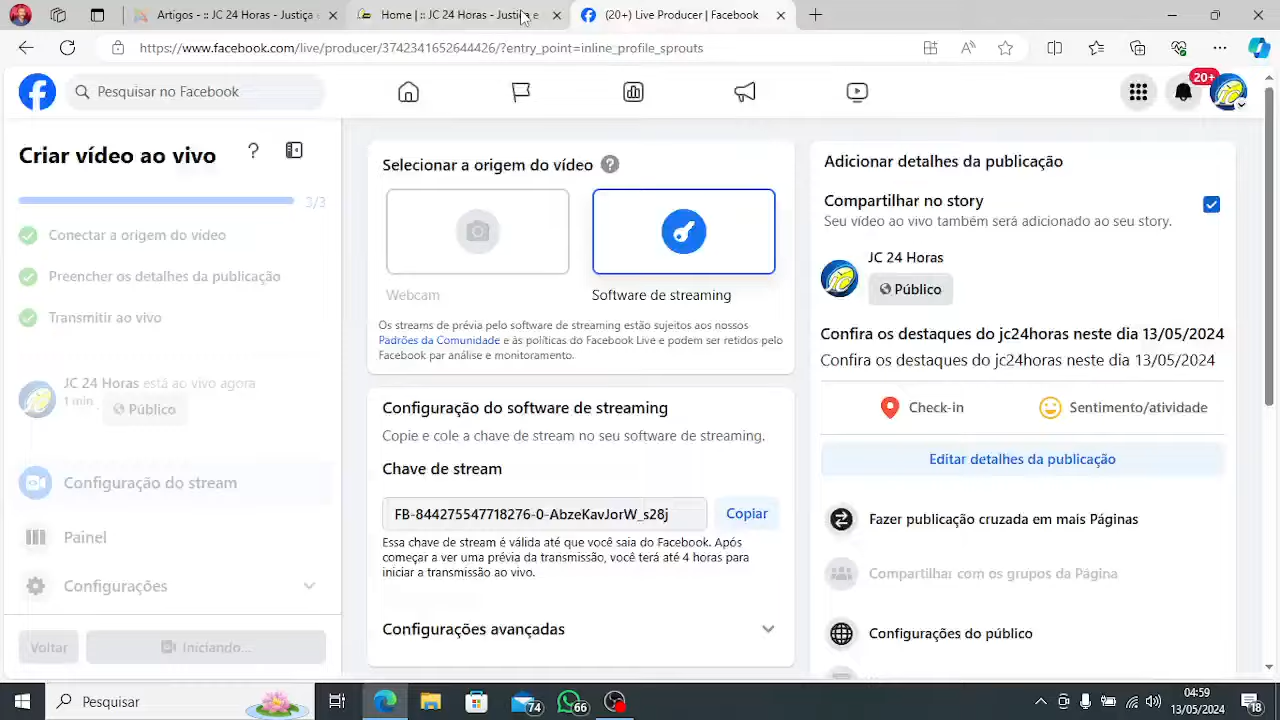 Artigos - :: JC 24 Horas - Justiça e
Home | :: JC 24 Horas - Justiça e
(20+) Live Producer | Facebook
https://www.facebook.com/live/producer/3742341652644426/?entry_point=inline_profile_sprouts
Pesquisar no Facebook
20+
Criar vídeo ao vivo
3/3
Conectar a origem do vídeo
Preencher os detalhes da publicação
Transmitir ao vivo
JC 24 Horas está ao vivo agora
1 min .
Público
Configuração do stream
Painel
Configurações
Voltar
Iniciando...
Selecionar a origem do vídeo
Webcam
Software de streaming
Os streams de prévia pelo software de streaming estão sujeitos aos nossos
Padrões da Comunidade e às políticas do Facebook Live e podem ser retidos pelo
Facebook par análise e monitoramento.
Configuração do software de streaming
Copie e cole a chave de stream no seu software de streaming.
Chave de stream
FB-844275547718276-0-AbzeKavJorW_s28j
Copiar
Essa chave de stream é válida até que você saia do Facebook. Após
começar a ver uma prévia da transmissão, você terá até 4 horas para
iniciar a transmissão ao vivo.
Configurações avançadas
Adicionar detalhes da publicação
Compartilhar no story
Seu vídeo ao vivo também será adicionado ao seu story.
JC 24 Horas
Público
Confira os destaques do jc24horas neste dia 13/05/2024
Confira os destaques do jc24horas neste dia 13/05/2024
Check-in
Sentimento/atividade
Editar detalhes da publicação
Fazer publicação cruzada em mais Páginas
Compartilhar com os grupos da Página
Configurações do público
Pesquisar
74
66
04:59
13/05/2024
18